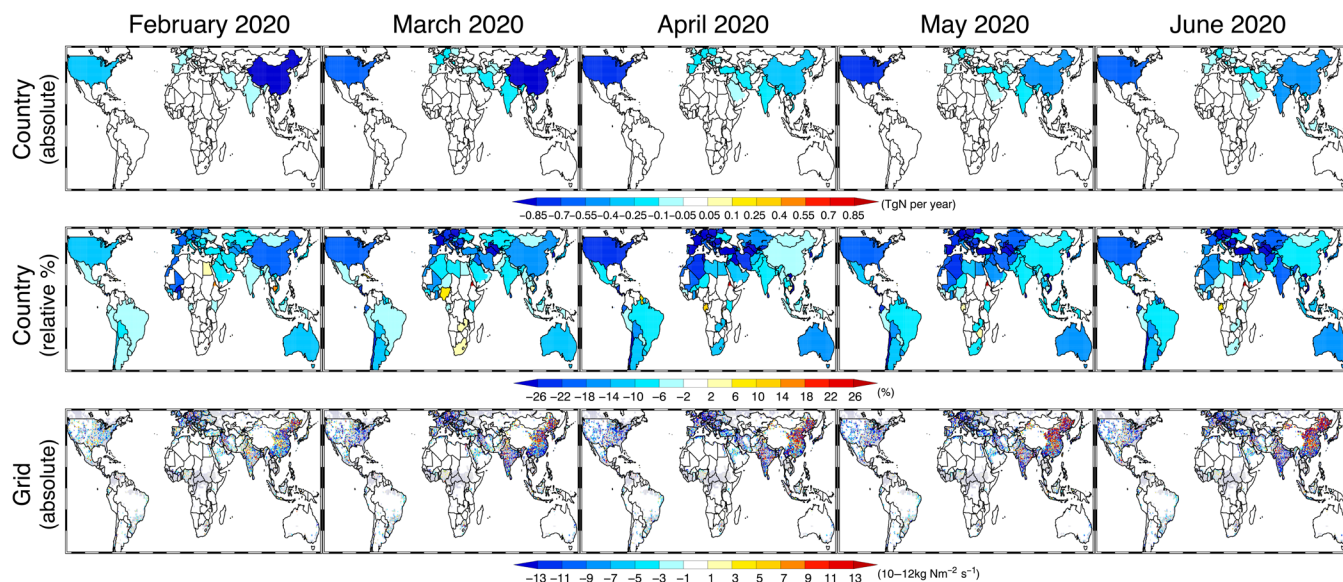 February 2020 March 2020 April 2020 May 2020 June 2020
Country
(absolute)
−0.85 −0.7 −0.55 −0.4 −0.25 −0.1 −0.05 0.05 0.1 0.25 0.4 0.55 0.7 0.85 (TgN per year)
Country
(relative %)
−26 −22 −18 −14 −10 −6 −2 2 6 10 14 18 22 26 (%)
Grid
(absolute)
−13 −11 −9 −7 −5 −3 −1 1 3 5 7 9 11 13 (10−12kg Nm−2 s−1)